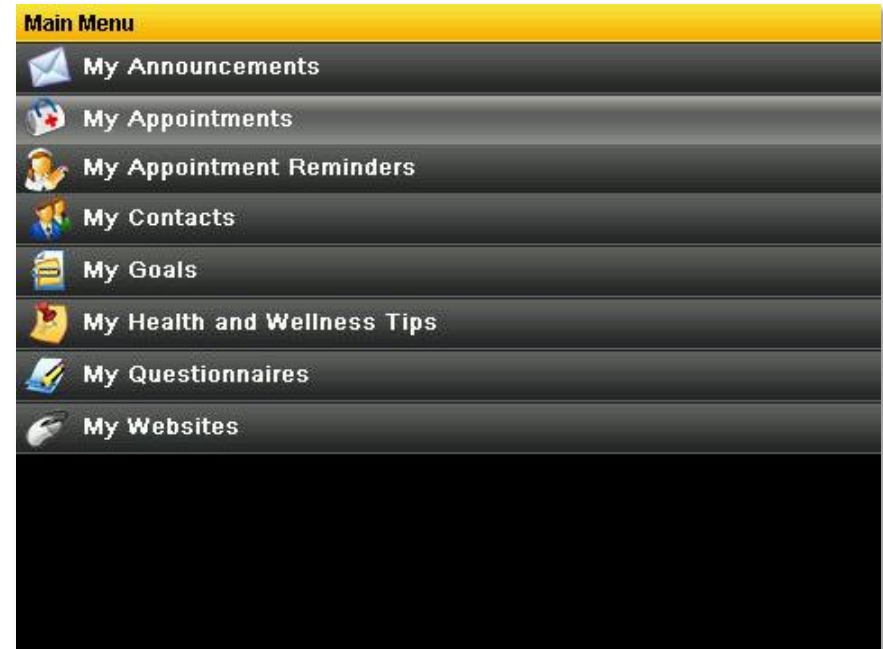 Main Menu
My Announcements
My Appointments
My Appointment Reminders
My Contacts
My Goals
My Health and Wellness Tips
My Questionnaires
My Websites